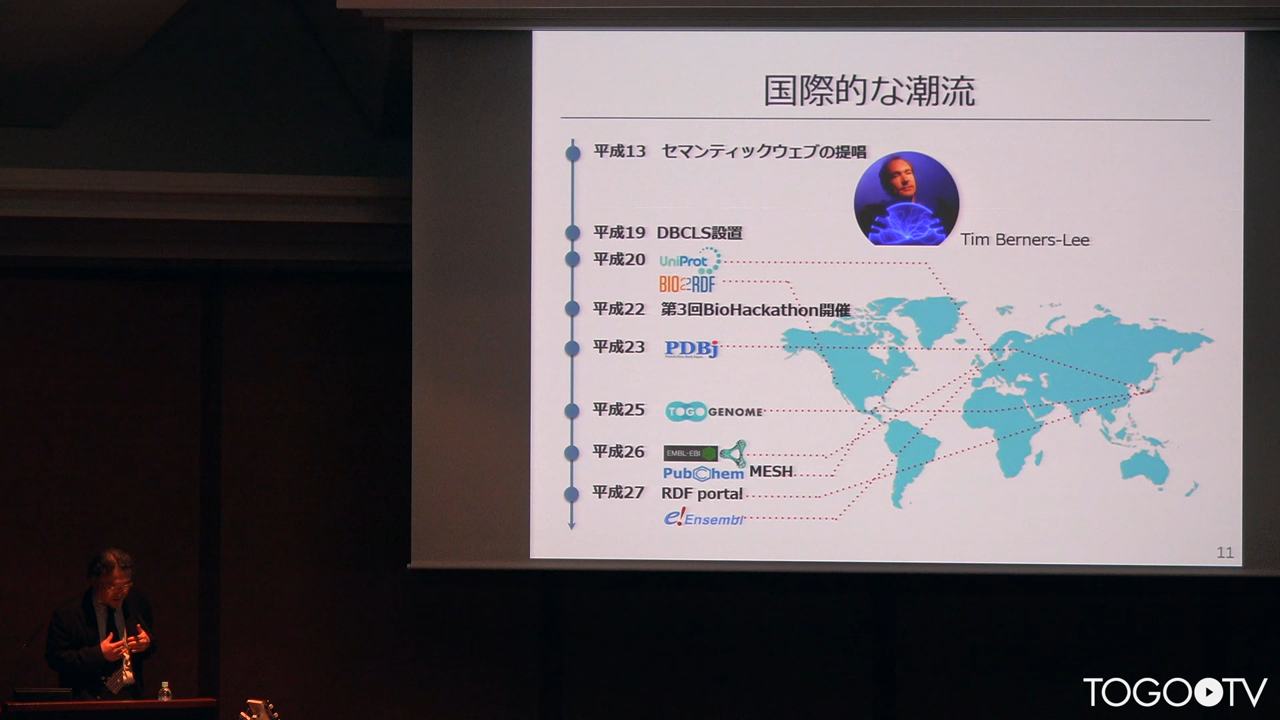 国際的な潮流
平成13 セマンティックウェブの提唱
Tim Berners-Lee
平成19 DBCLS設置
平成20 UniProt
BIO2RDF
平成22 第3回BioHackathon開催
平成23 PDBj
平成25 TOGO GENOME
平成26 EMBL-EBI
PubChem MESH
平成27 RDF portal
e!Ensembl
11
TOGO TV